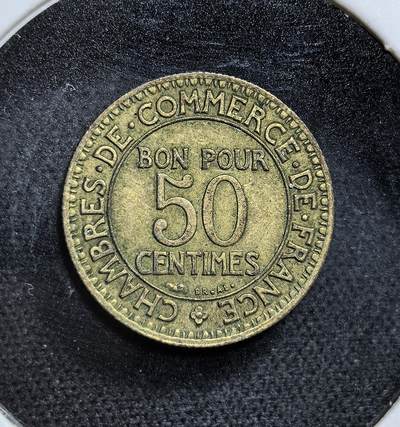 CHAMBRES·DE·COMMERCE·DE·FRANCE
BON POUR
50
CENTIMES